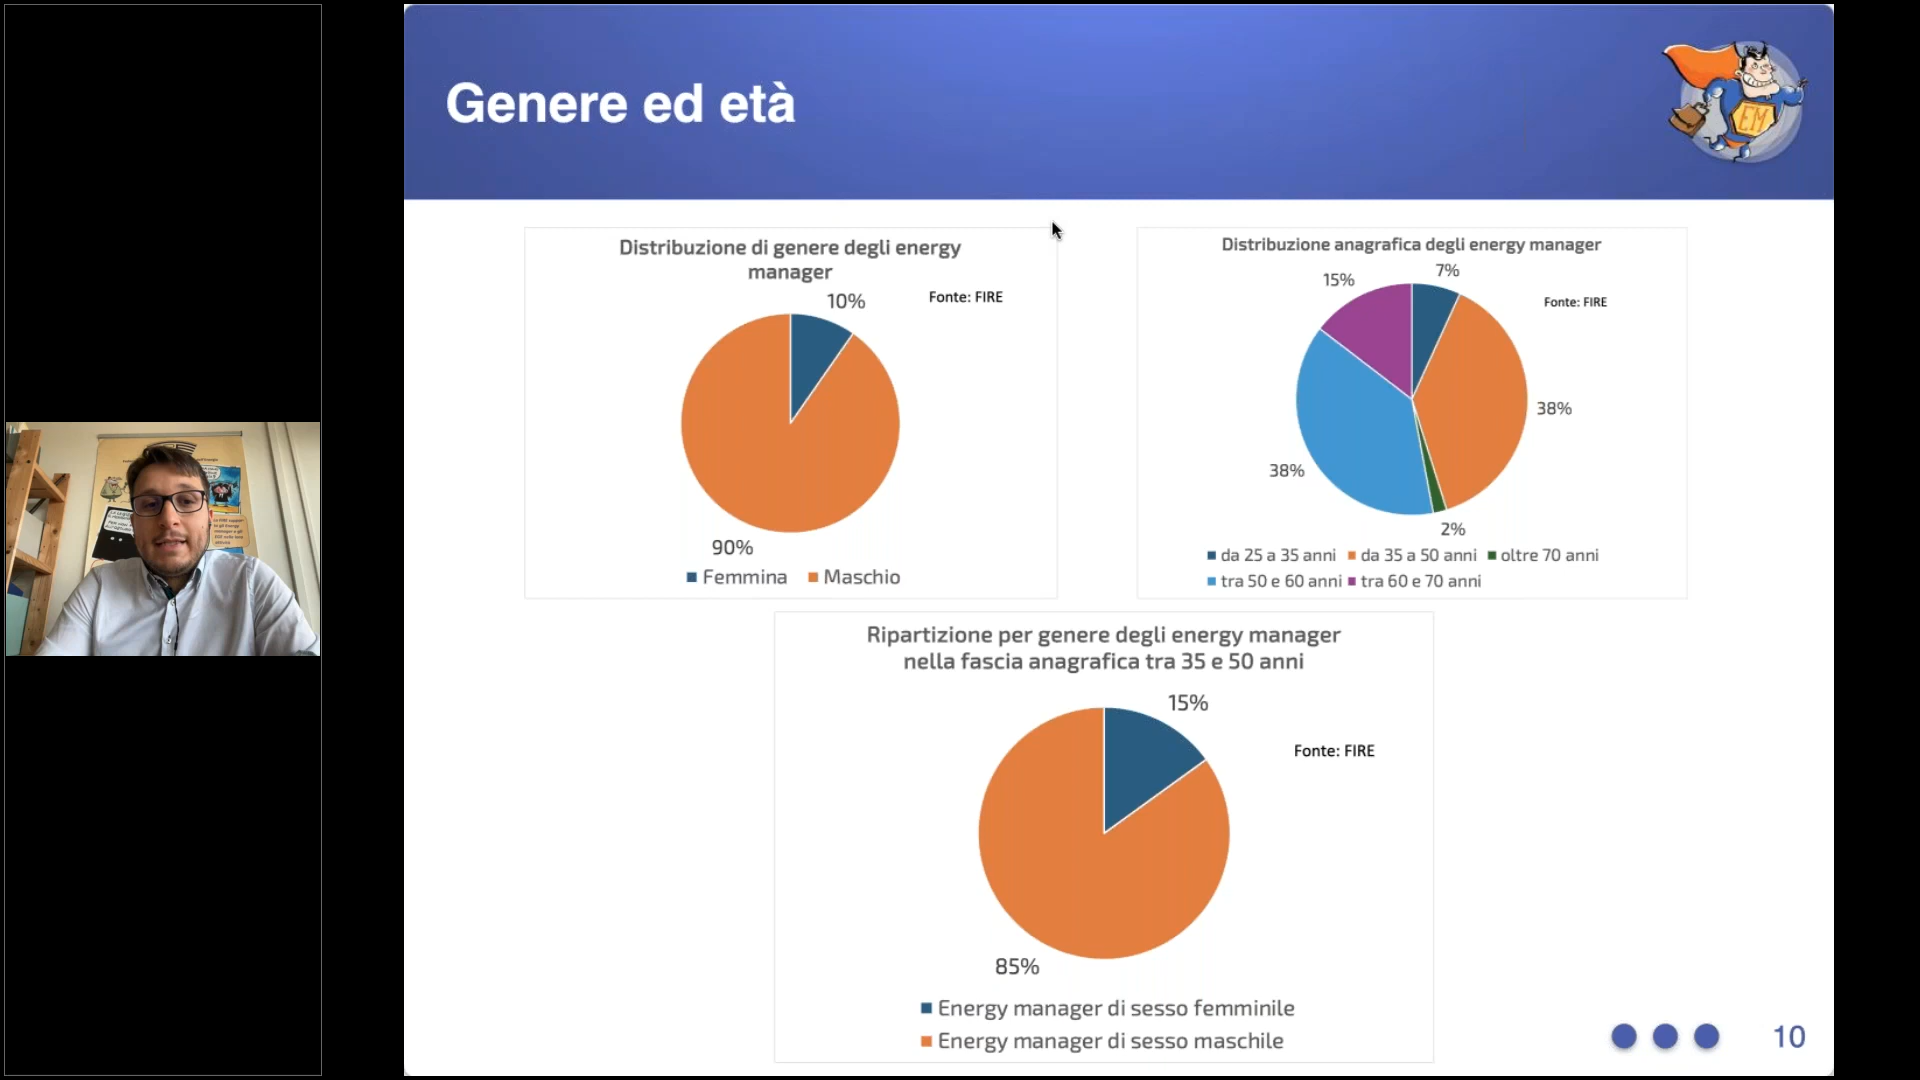 Genere ed età
EM
Distribuzione di genere degli energy
manager
10%
Fonte: FIRE
90%
Femmina
Maschio
Distribuzione anagrafica degli energy manager
15%
7%
Fonte: FIRE
38%
38%
2%
da 25 a 35 anni
da 35 a 50 anni
oltre 70 anni
tra 50 e 60 anni
tra 60 e 70 anni
Ripartizione per genere degli energy manager
nella fascia anagrafica tra 35 e 50 anni
15%
Fonte: FIRE
85%
Energy manager di sesso femminile
Energy manager di sesso maschile
10